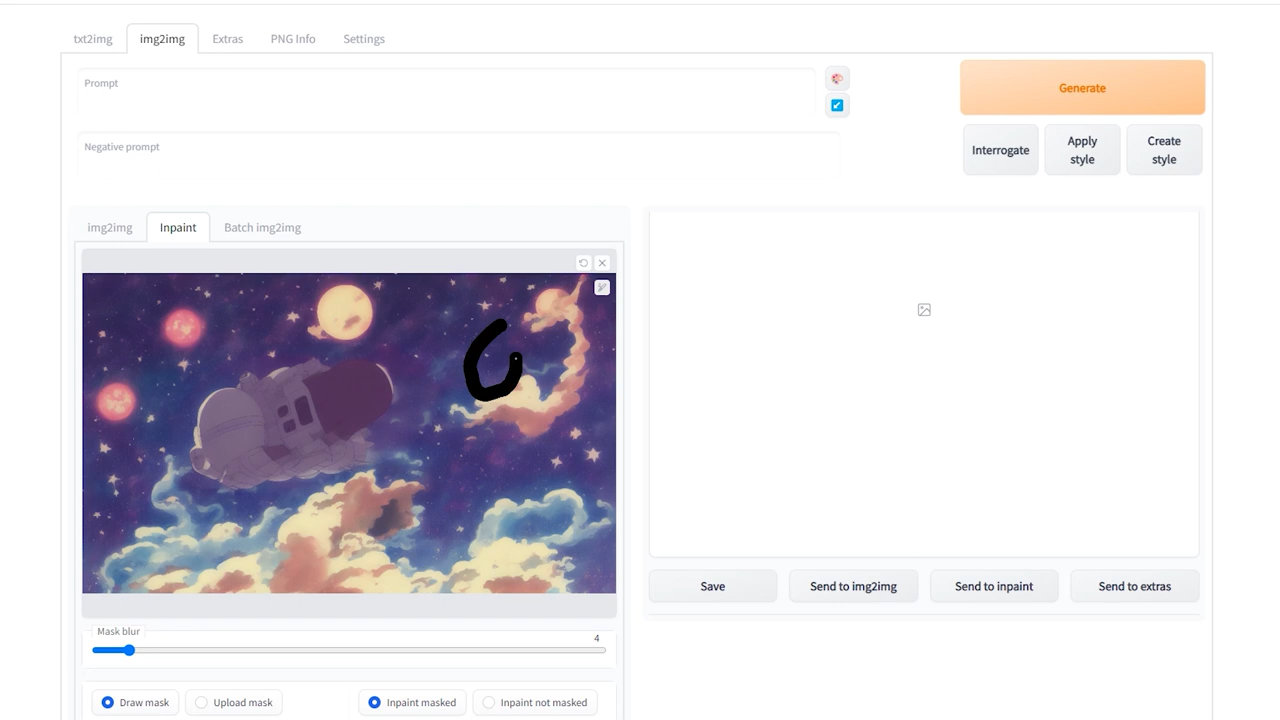 txt2img img2img Extras PNG Info Settings
Prompt
Generate
Negative prompt
Interrogate
Apply
style
Create
style
img2img Inpaint Batch img2img
Save Send to img2img Send to inpaint Send to extras
Mask blur
4
Draw mask Upload mask Inpaint masked Inpaint not masked